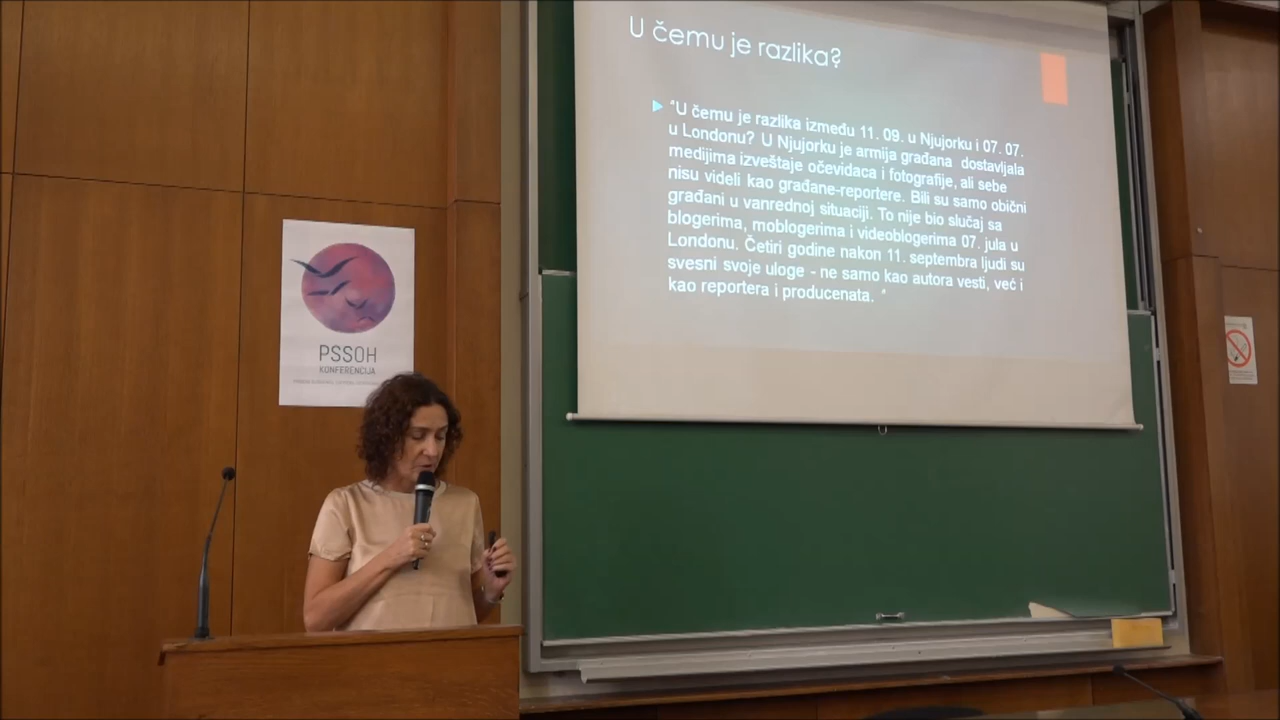 U čemu je razlika?
"U čemu je razlika između 11. 09. u Njujorku i 07. 07.
u Londonu? U Njujorku je armija građana dostavljala
medijima izveštaje očevidaca i fotografije, ali sebe
nisu videli kao građane-reportere. Bili su samo obični
građani u vanrednoj situaciji. To nije bio slučaj sa
blogerima, moblogerima i videoblogerima 07. jula u
Londonu. Četiri godine nakon 11. septembra ljudi su
svesni svoje uloge - ne samo kao autora vesti, već i
kao reportera i producenata. "
PSSOH
KONFERENCIJA